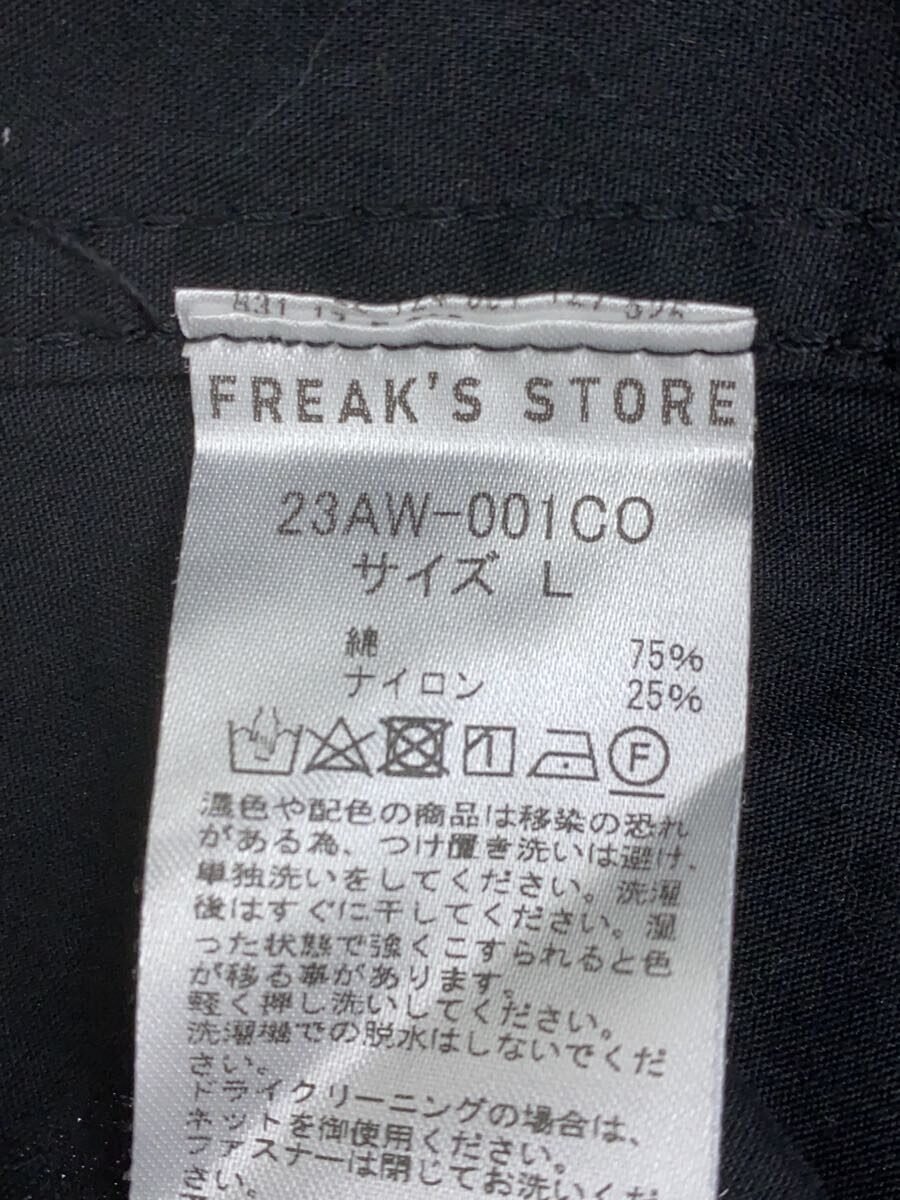 FREAK'S STORE
23AW-001CO
サイズ L
綿 75%
ナイロン 25%
F
濃色や配色の商品は移染の恐れ
がある為、つけ置き洗いは避け、
単独洗いをしてください。洗濯
後はすぐに干してください。湿
った状態で強くこすられると色
が移る事があります。
軽く押し洗いしてください。
洗濯機での脱水はしないでくだ
さい。
ドライクリーニングの場合は、
ネットを御使用ください。
ファスナーは閉じてお洗いくだ
さい。